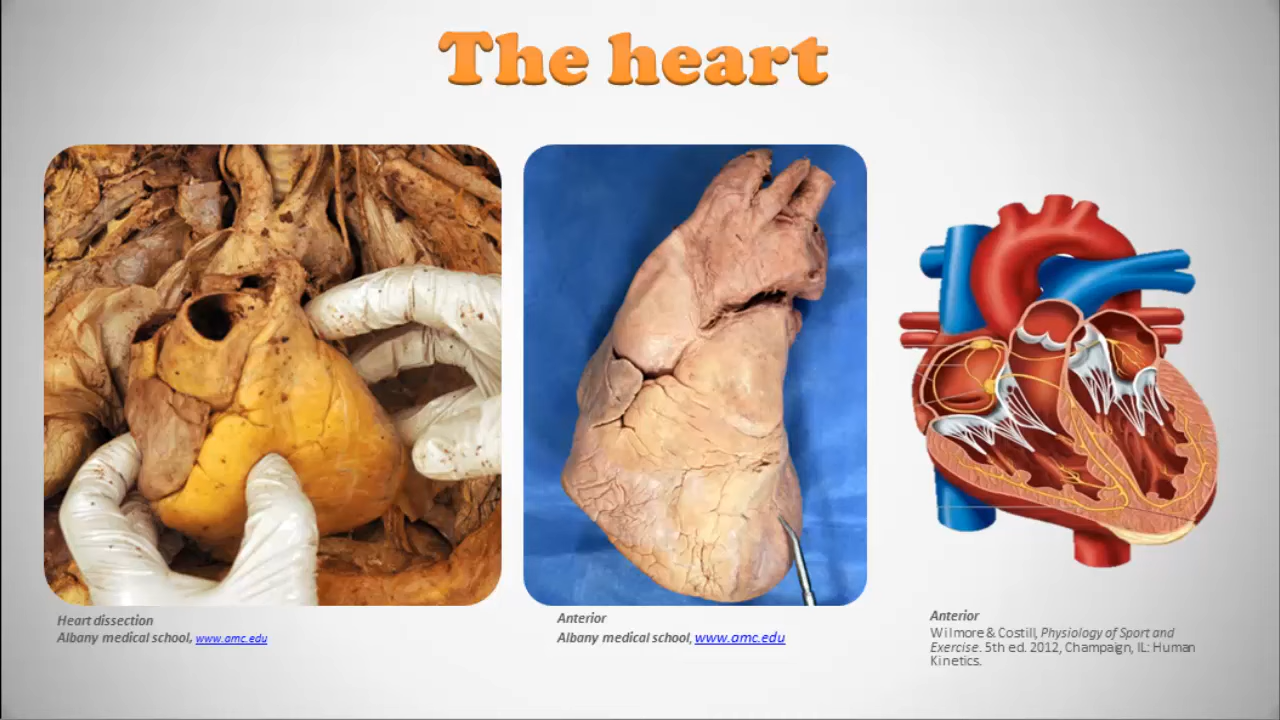 The heart
Heart dissection
Albany medical school, www.amc.edu
Anterior
Albany medical school, www.amc.edu
Anterior
Wilmore & Costill, Physiology of Sport and
Exercise. 5th ed. 2012, Champaign, IL: Human
Kinetics.